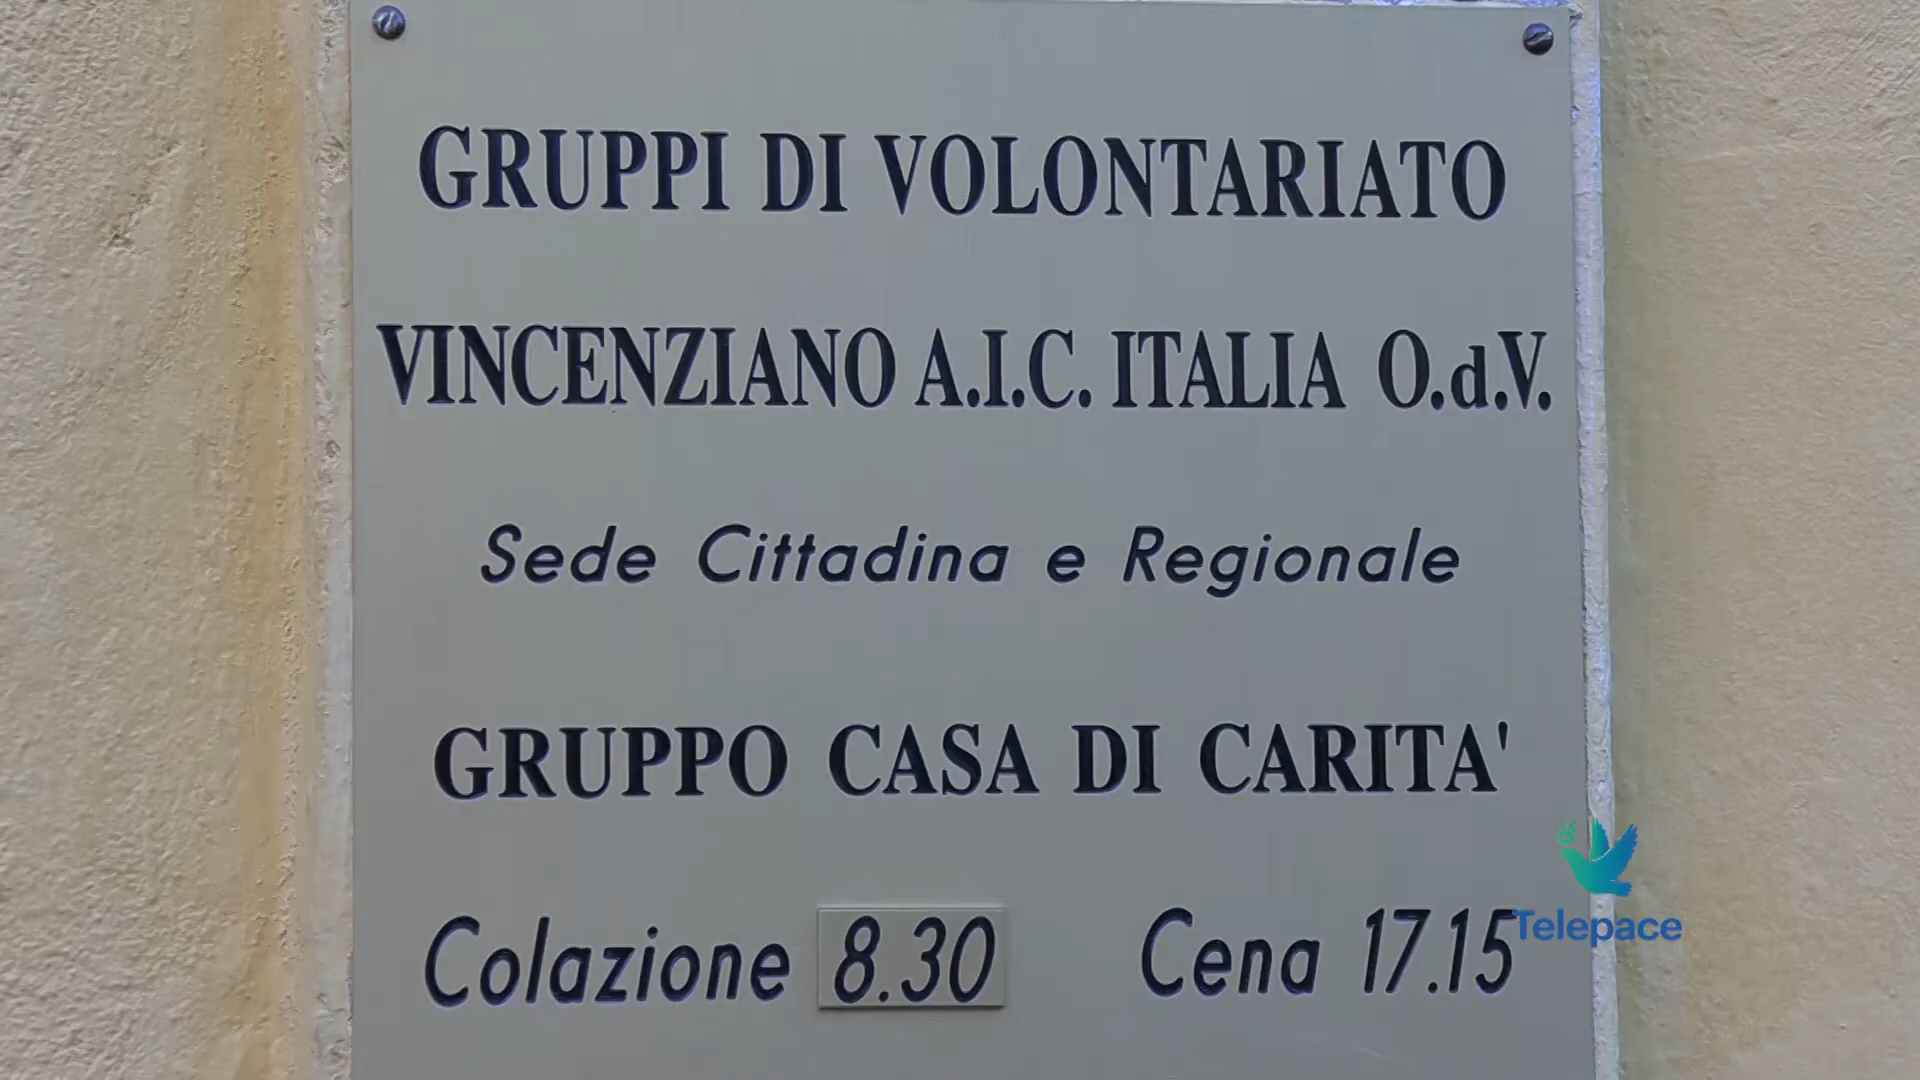 GRUPPI DI VOLONTARIATO
VINCENZIANO A.I.C. ITALIA O.d.V.
Sede Cittadina e Regionale
GRUPPO CASA DI CARITA'
Colazione 8.30 Cena 17.15
Telepace